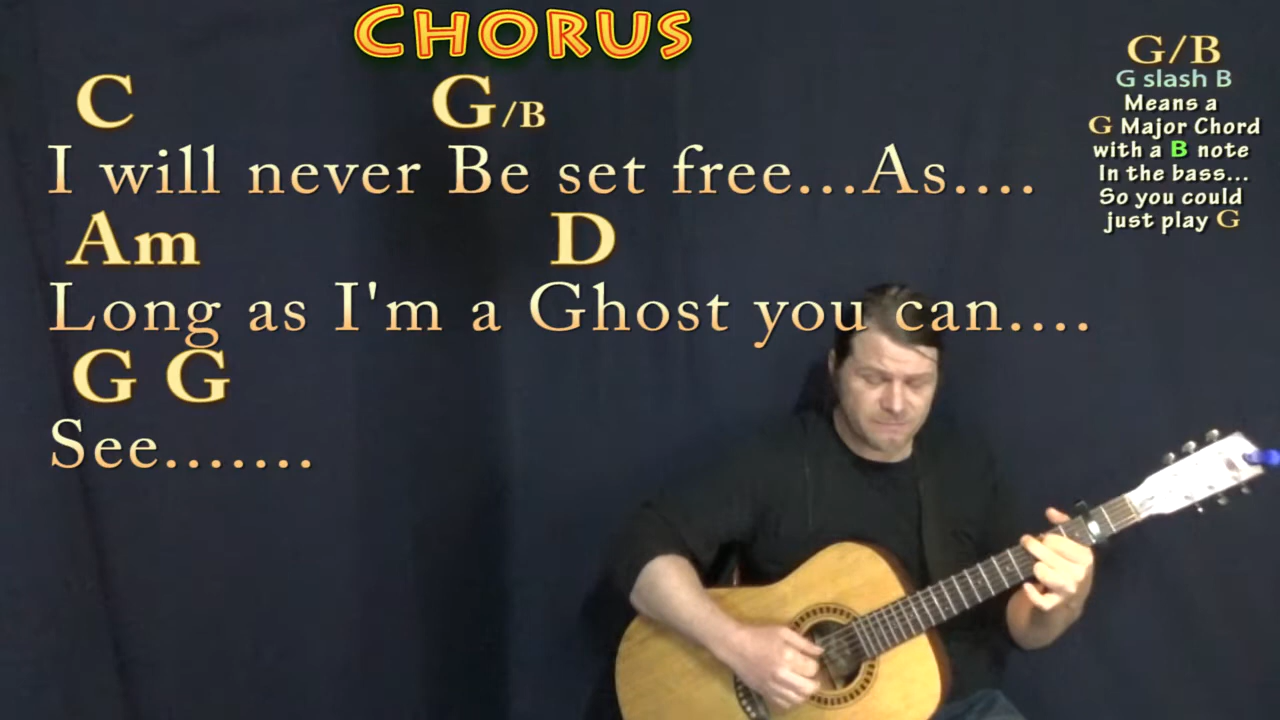 CHORUS
C G/B
I will never Be set free...As....
Am D
Long as I'm a Ghost you can....
G G
See.......
G/B
G slash B
Means a
G Major Chord
with a B note
In the bass...
So you could
just play G